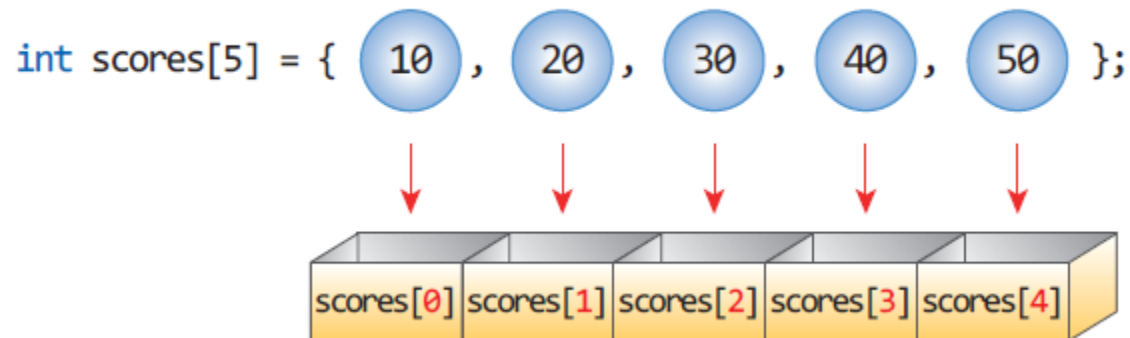 int scores[5] = { 10 , 20 , 30 , 40 , 50 };
scores[0] scores[1] scores[2] scores[3] scores[4]